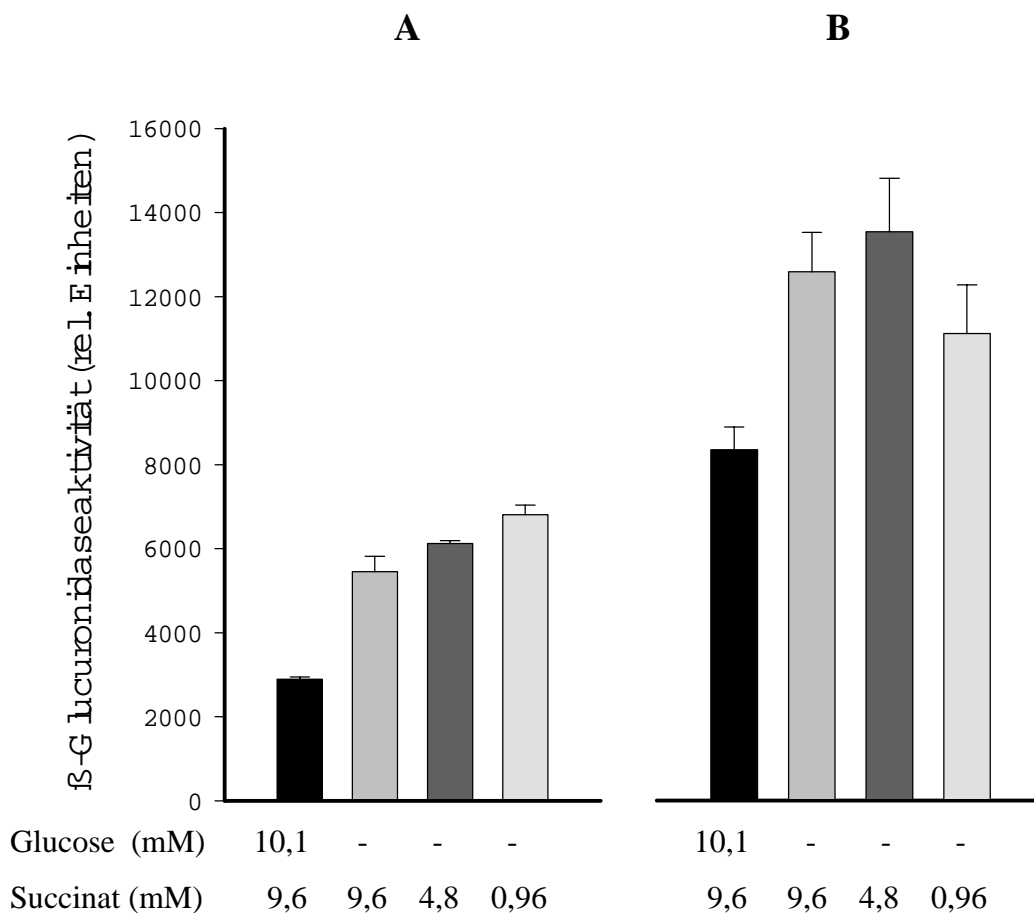 A B
ß-Glucuronidaseaktivität (rel. Einheiten)
16000
14000
12000
10000
8000
6000
4000
2000
0
Glucose (mM) 10,1 - - - 10,1 - - -
Succinat (mM) 9,6 9,6 4,8 0,96 9,6 9,6 4,8 0,96